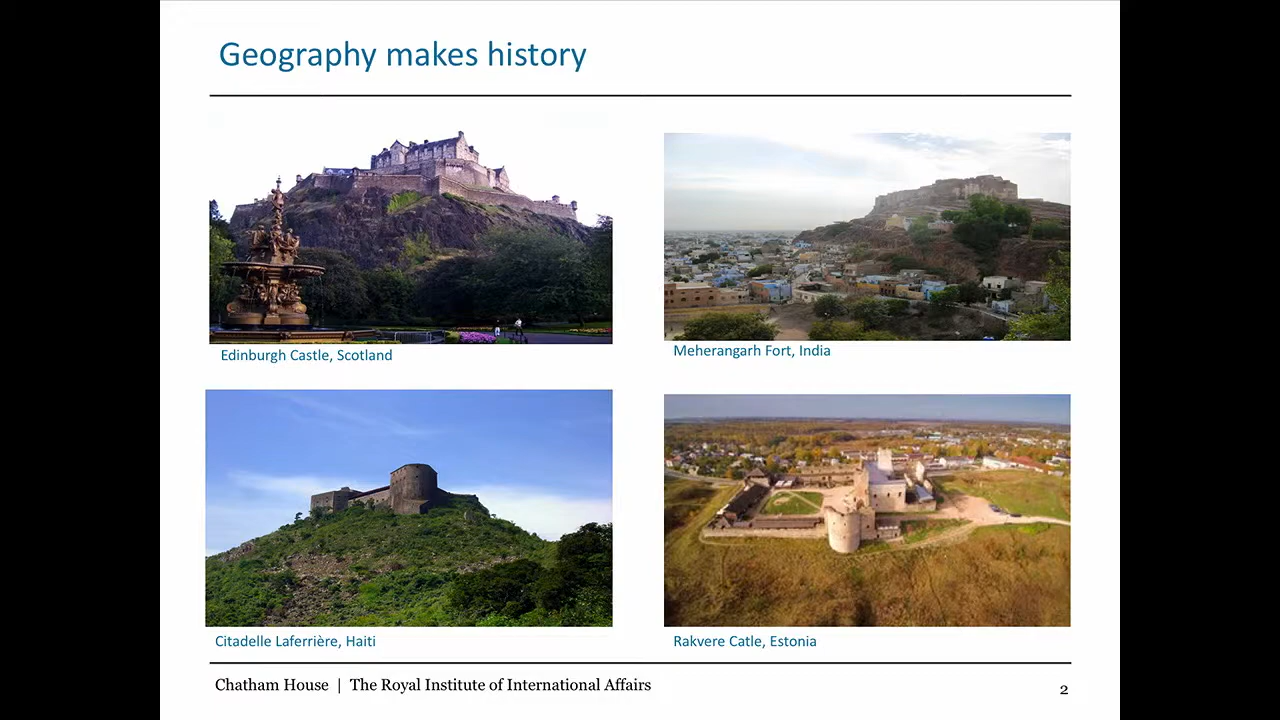 Geography makes history
Edinburgh Castle, Scotland
Meherangarh Fort, India
Citadelle Laferrière, Haiti
Rakvere Catle, Estonia
Chatham House | The Royal Institute of International Affairs
2